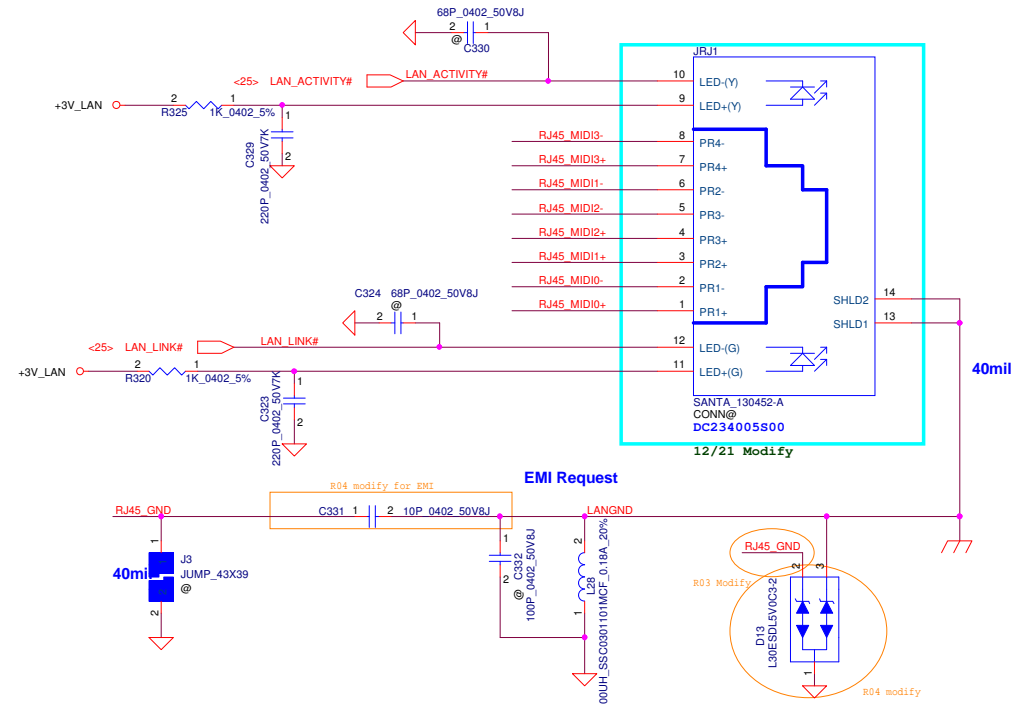 68P_0402_50V8J
2 1
@
C330
JRJ1
<25> LAN_ACTIVITY# LAN_ACTIVITY# 10 LED-(Y)
+3V_LAN 2 1 9 LED+(Y)
R325 1K_0402_5%
1
C329
220P_0402_50V7K
2
RJ45_MIDI3- 8 PR4-
RJ45_MIDI3+ 7 PR4+
RJ45_MIDI1- 6 PR2-
RJ45_MIDI2- 5 PR3-
RJ45_MIDI2+ 4 PR3+
RJ45_MIDI1+ 3 PR2+
RJ45_MIDI0- 2 PR1-
RJ45_MIDI0+ 1 PR1+
14 SHLD2
13 SHLD1
C324 68P_0402_50V8J
@
2 1
<25> LAN_LINK# LAN_LINK# 12 LED-(G)
+3V_LAN 2 1 11 LED+(G)
R320 1K_0402_5%
40mil
1
C323
220P_0402_50V7K
2
SANTA_130452-A
CONN@
DC234005S00
12/21 Modify
EMI Request
R04 modify for EMI
RJ45_GND C331 1 2 10P_0402_50V8J LANGND
1
40mil
J3
JUMP_43X39
@
2
1
C332
100P_0402_50V8J
2
@
2
L28
00UH_SSC0301101MCF_0.18A_20%
1
RJ45_GND
R03 Modify
2 3
D13
L30ESDL5V0C3-2
1
R04 modify